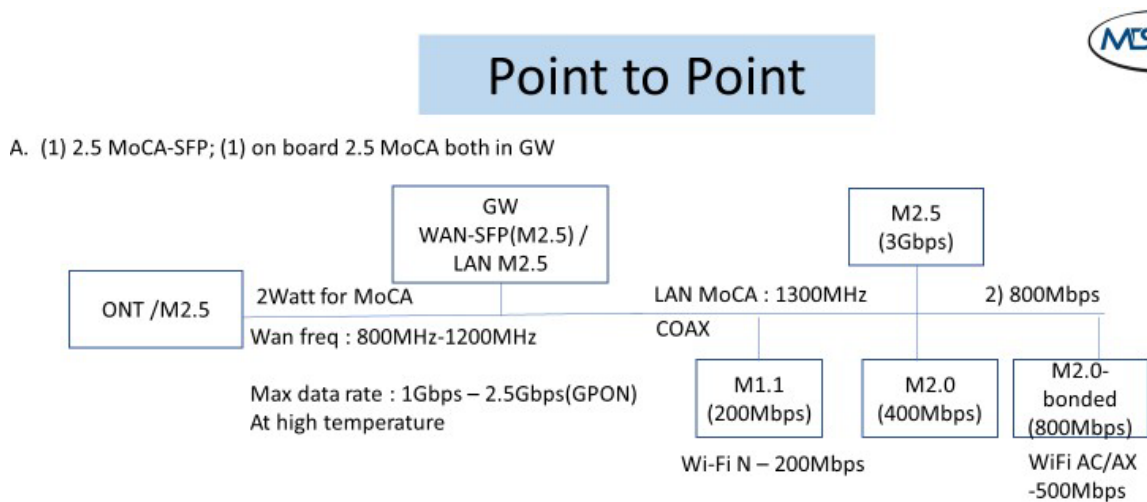 Point to Point
A. (1) 2.5 MoCA-SFP; (1) on board 2.5 MoCA both in GW
GW
WAN-SFP(M2.5) /
LAN M2.5
M2.5
(3Gbps)
ONT /M2.5
2Watt for MoCA
LAN MoCA : 1300MHz
2) 800Mbps
Wan freq : 800MHz-1200MHz
COAX
Max data rate : 1Gbps – 2.5Gbps(GPON)
At high temperature
M1.1
(200Mbps)
M2.0
(400Mbps)
M2.0-
bonded
(800Mbps)
Wi-Fi N – 200Mbps
WiFi AC/AX
-500Mbps